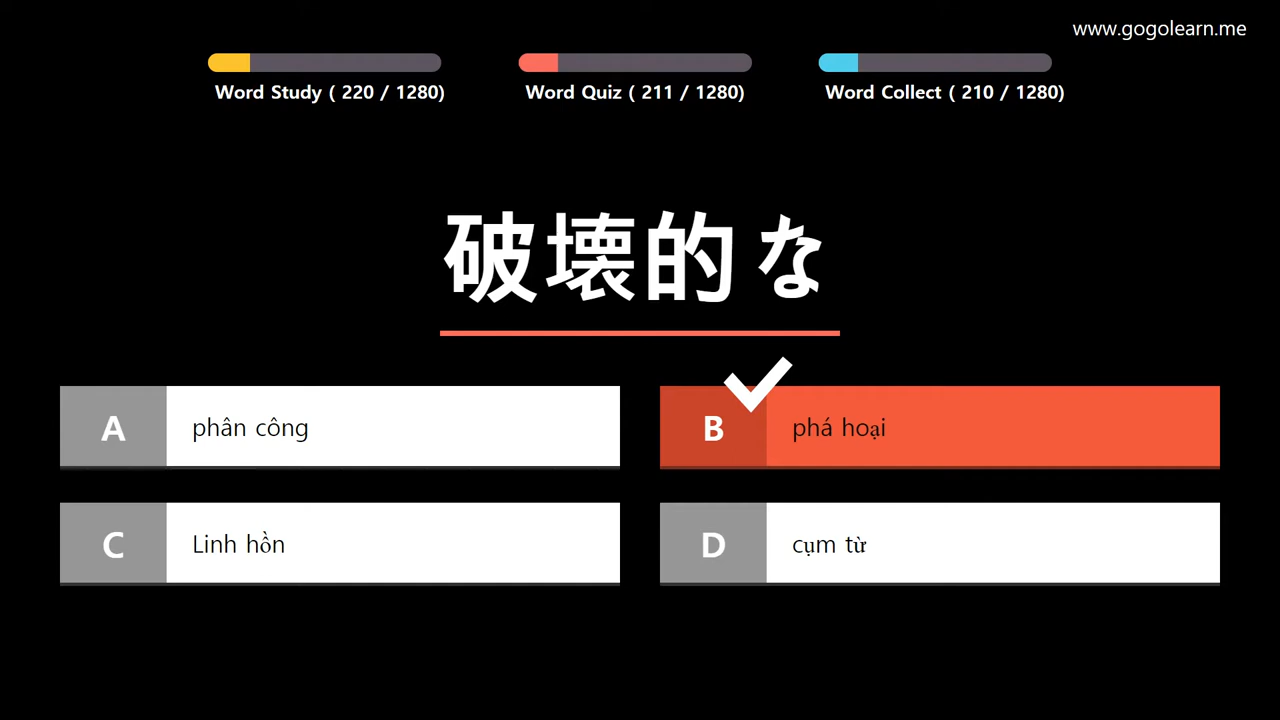 www.gogolearn.me
Word Study ( 220 / 1280)
Word Quiz ( 211 / 1280)
Word Collect ( 210 / 1280)
破壊的な
A phân công
B phá hoại
C Linh hồn
D cụm từ